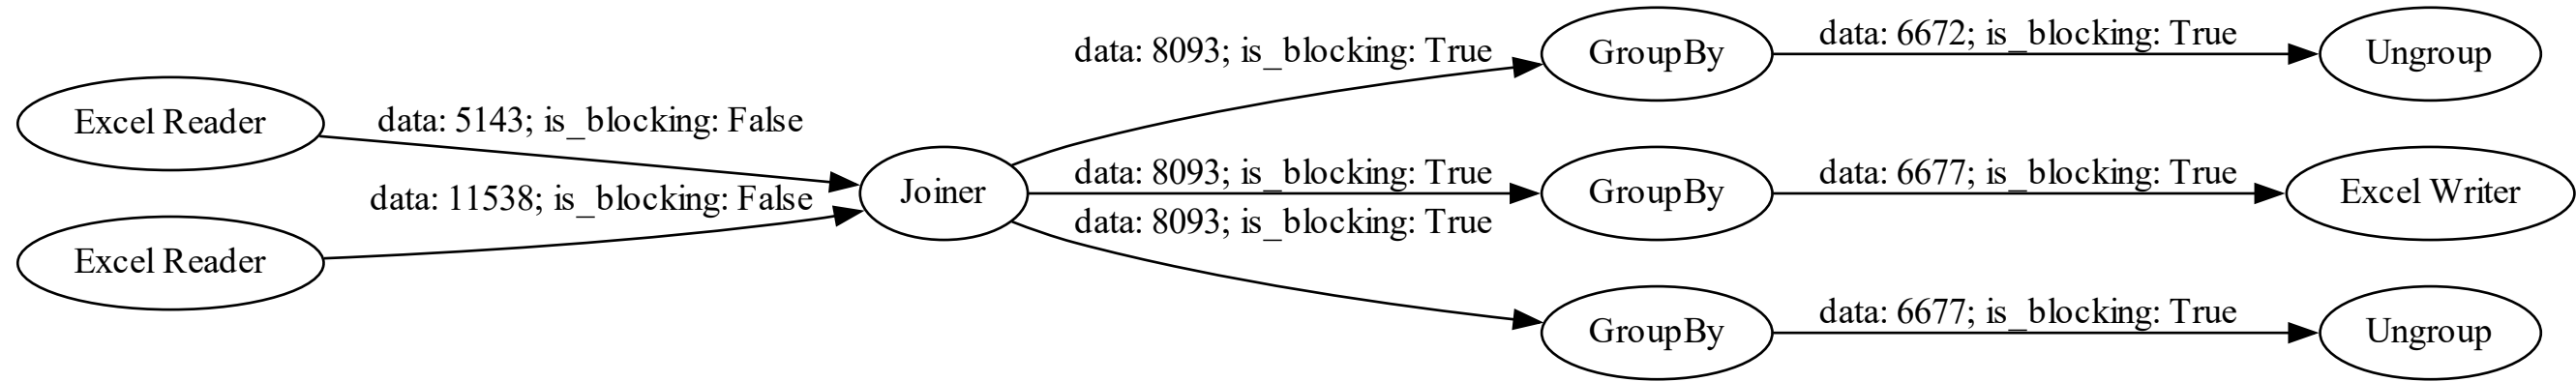 Excel Reader
data: 5143; is_blocking: False
Excel Reader
data: 11538; is_blocking: False
Joiner
data: 8093; is_blocking: True
GroupBy
data: 6672; is_blocking: True
Ungroup
data: 8093; is_blocking: True
GroupBy
data: 6677; is_blocking: True
Excel Writer
data: 8093; is_blocking: True
GroupBy
data: 6677; is_blocking: True
Ungroup